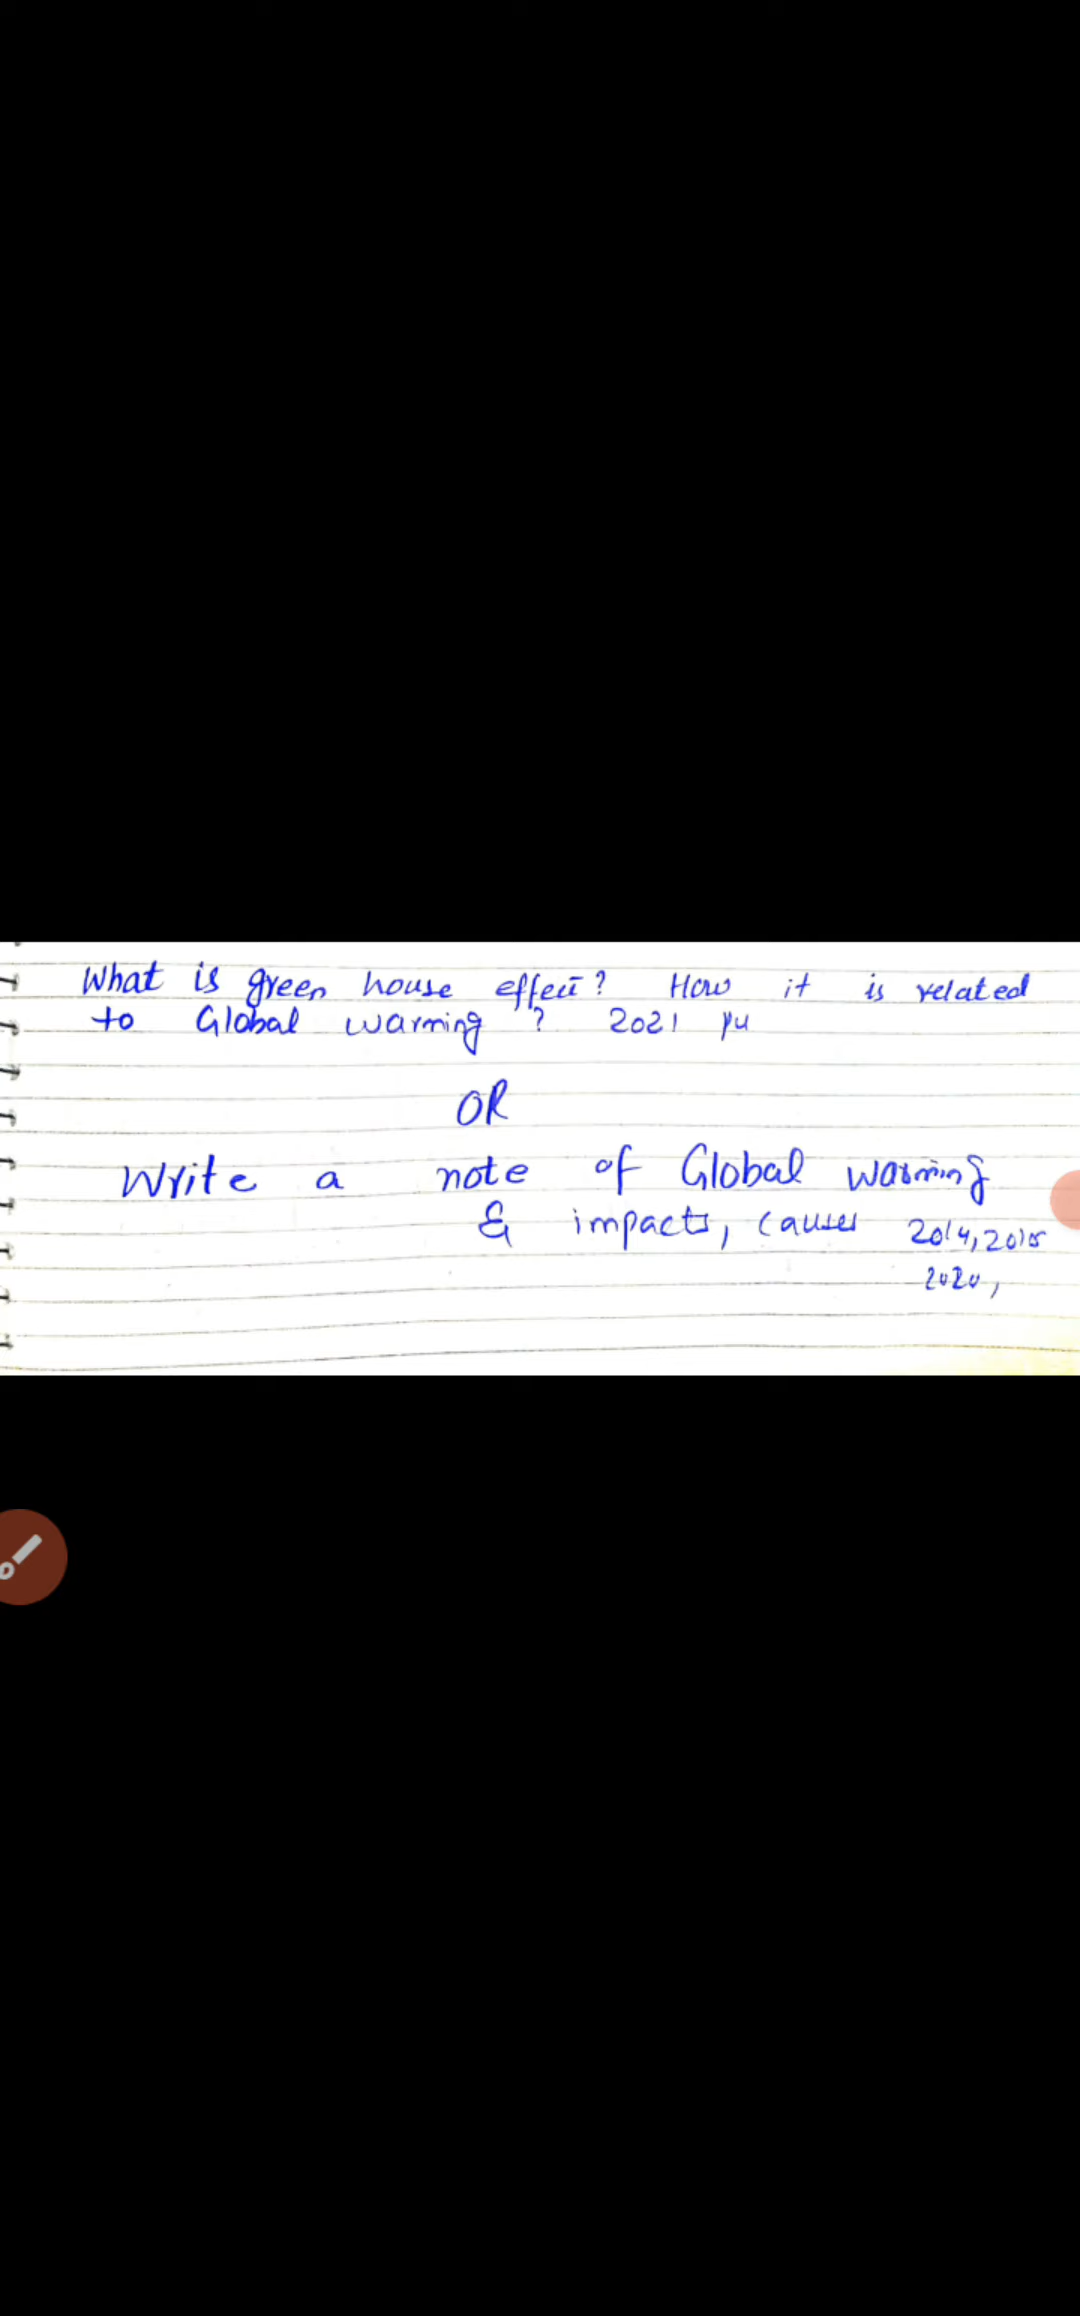 What is green house effect? How it is related
to Global warming ? 2021 pu
OR
Write a note of Global warming
& impacts, causes 2014, 2015
2020,